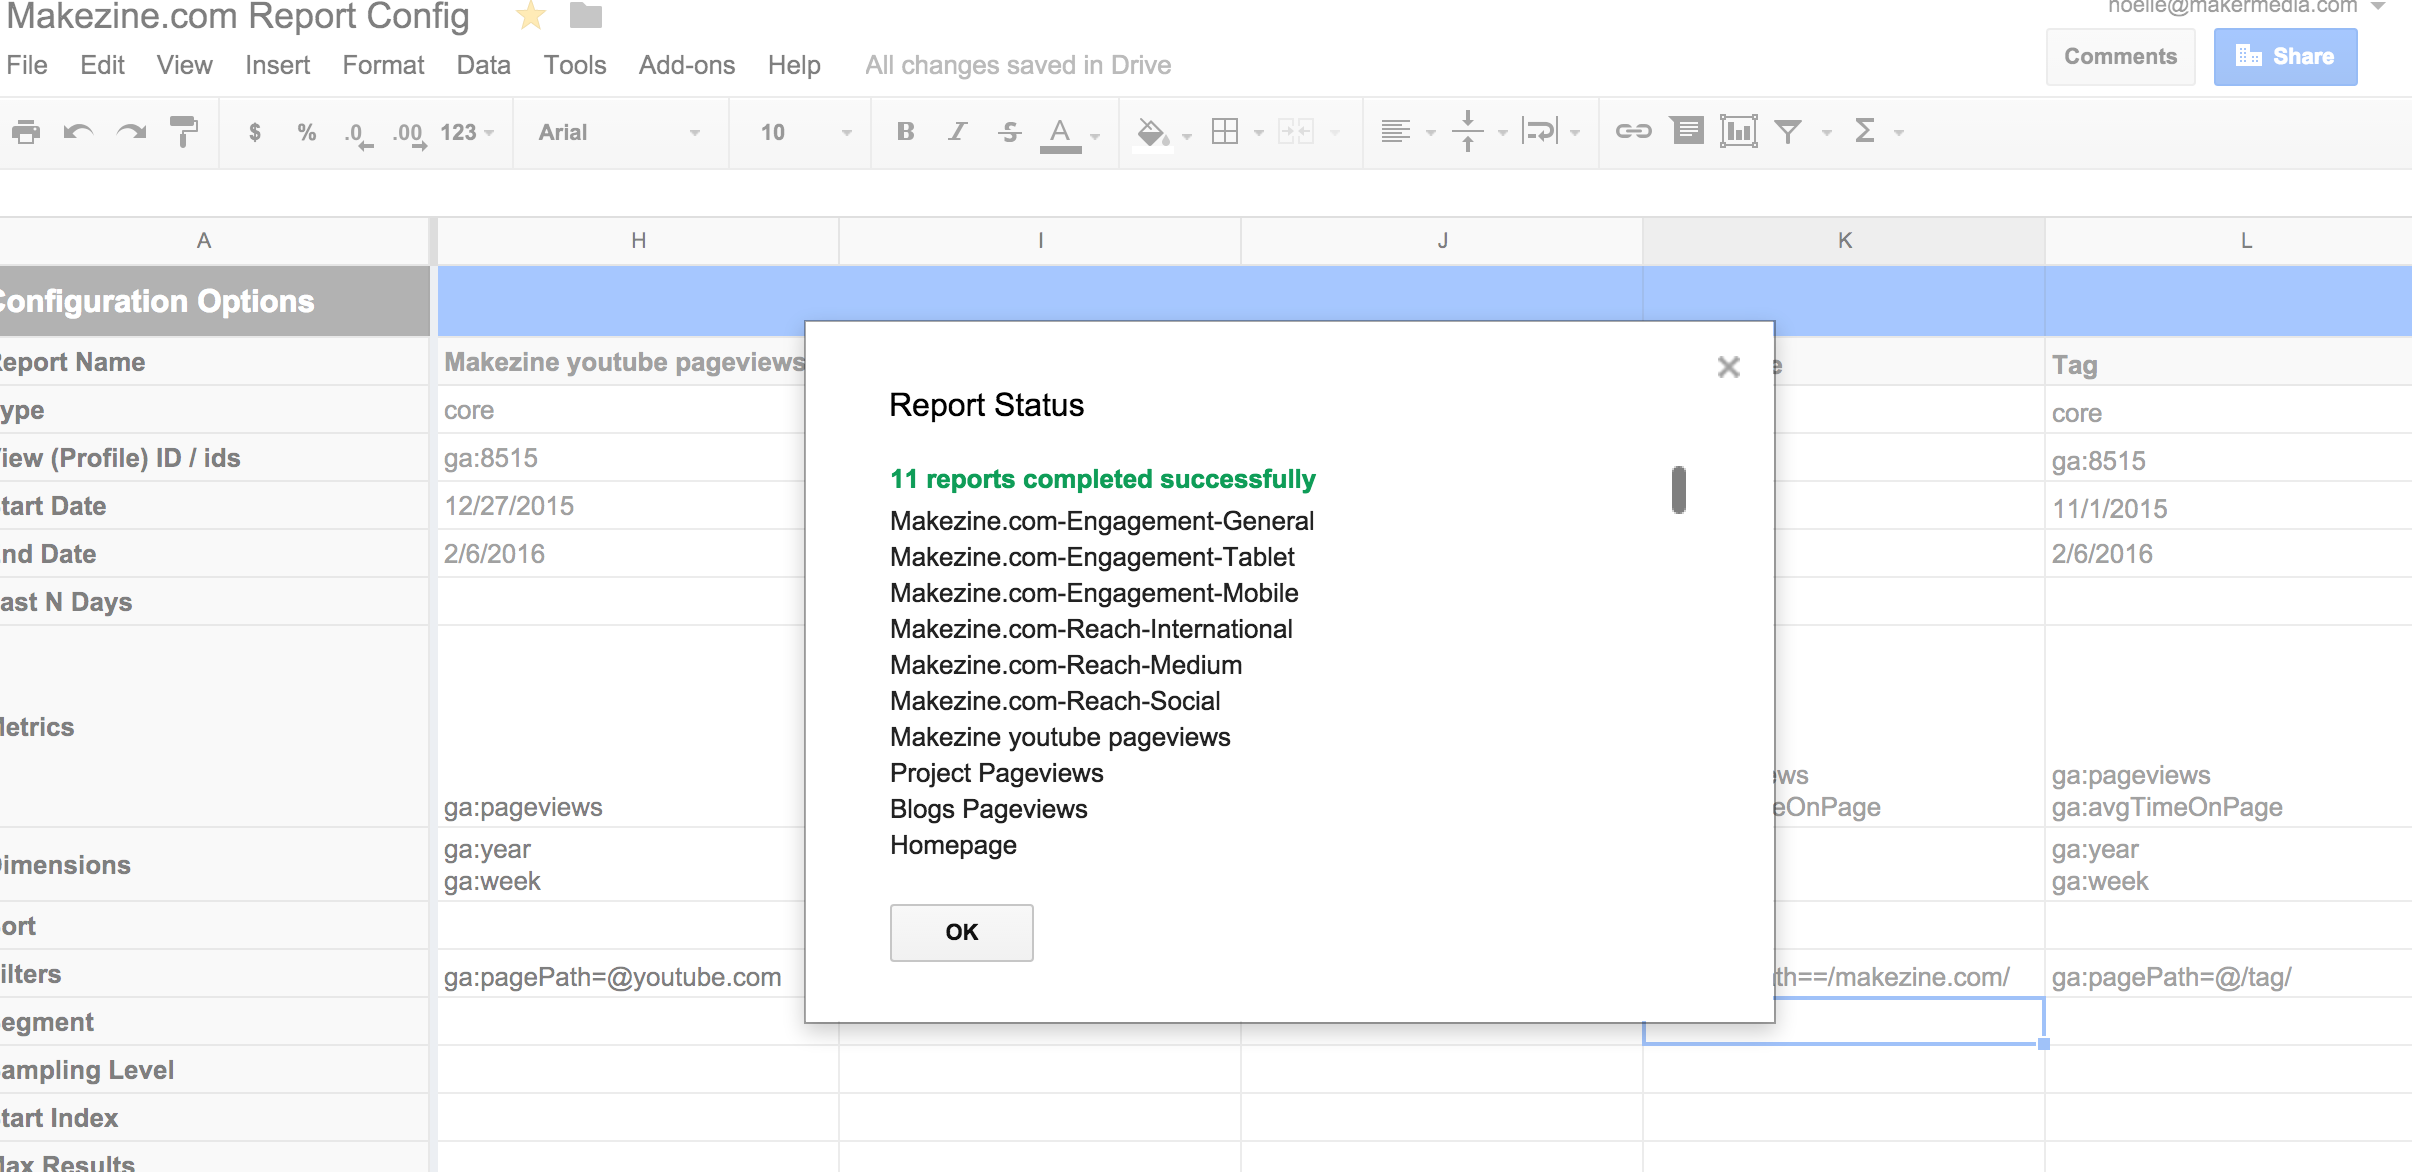 Makezine.com Report Config
noelle@makermedia.com
File Edit View Insert Format Data Tools Add-ons Help All changes saved in Drive
Comments Share
$ % .0 .00 123 Arial 10 B I S A Σ
A H I J K L
onfiguration Options
eport Name Makezine youtube pageviews e Tag
ype core core
iew (Profile) ID / ids ga:8515 ga:8515
tart Date 12/27/2015 11/1/2015
nd Date 2/6/2016 2/6/2016
ast N Days
etrics
ga:pageviews
ews
eOnPage
ga:pageviews
ga:avgTimeOnPage
imensions
ga:year
ga:week
ga:year
ga:week
ort
ilters ga:pagePath=@youtube.com th==/makezine.com/ ga:pagePath=@/tag/
egment
ampling Level
tart Index
ax Results
Report Status
11 reports completed successfully
Makezine.com-Engagement-General
Makezine.com-Engagement-Tablet
Makezine.com-Engagement-Mobile
Makezine.com-Reach-International
Makezine.com-Reach-Medium
Makezine.com-Reach-Social
Makezine youtube pageviews
Project Pageviews
Blogs Pageviews
Homepage
OK